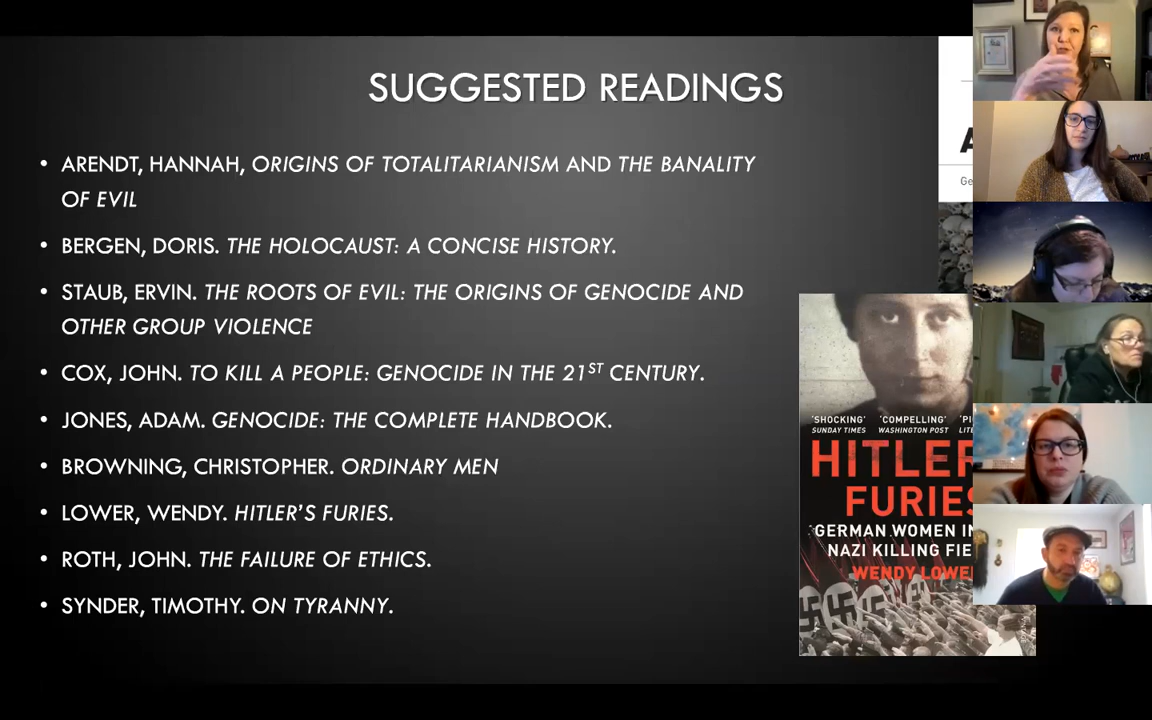 SUGGESTED READINGS
• ARENDT, HANNAH, ORIGINS OF TOTALITARIANISM AND THE BANALITY
OF EVIL
• BERGEN, DORIS. THE HOLOCAUST: A CONCISE HISTORY.
• STAUB, ERVIN. THE ROOTS OF EVIL: THE ORIGINS OF GENOCIDE AND
OTHER GROUP VIOLENCE
• COX, JOHN. TO KILL A PEOPLE: GENOCIDE IN THE 21ST CENTURY.
• JONES, ADAM. GENOCIDE: THE COMPLETE HANDBOOK.
• BROWNING, CHRISTOPHER. ORDINARY MEN
• LOWER, WENDY. HITLER'S FURIES.
• ROTH, JOHN. THE FAILURE OF ETHICS.
• SYNDER, TIMOTHY. ON TYRANNY.
A
Ge
'SHOCKING' 'COMPELLING' 'PI
SUNDAY TIMES WASHINGTON POST LITE
HITLER
FURIES
GERMAN WOMEN IN
NAZI KILLING FIE
WENDY LOWER